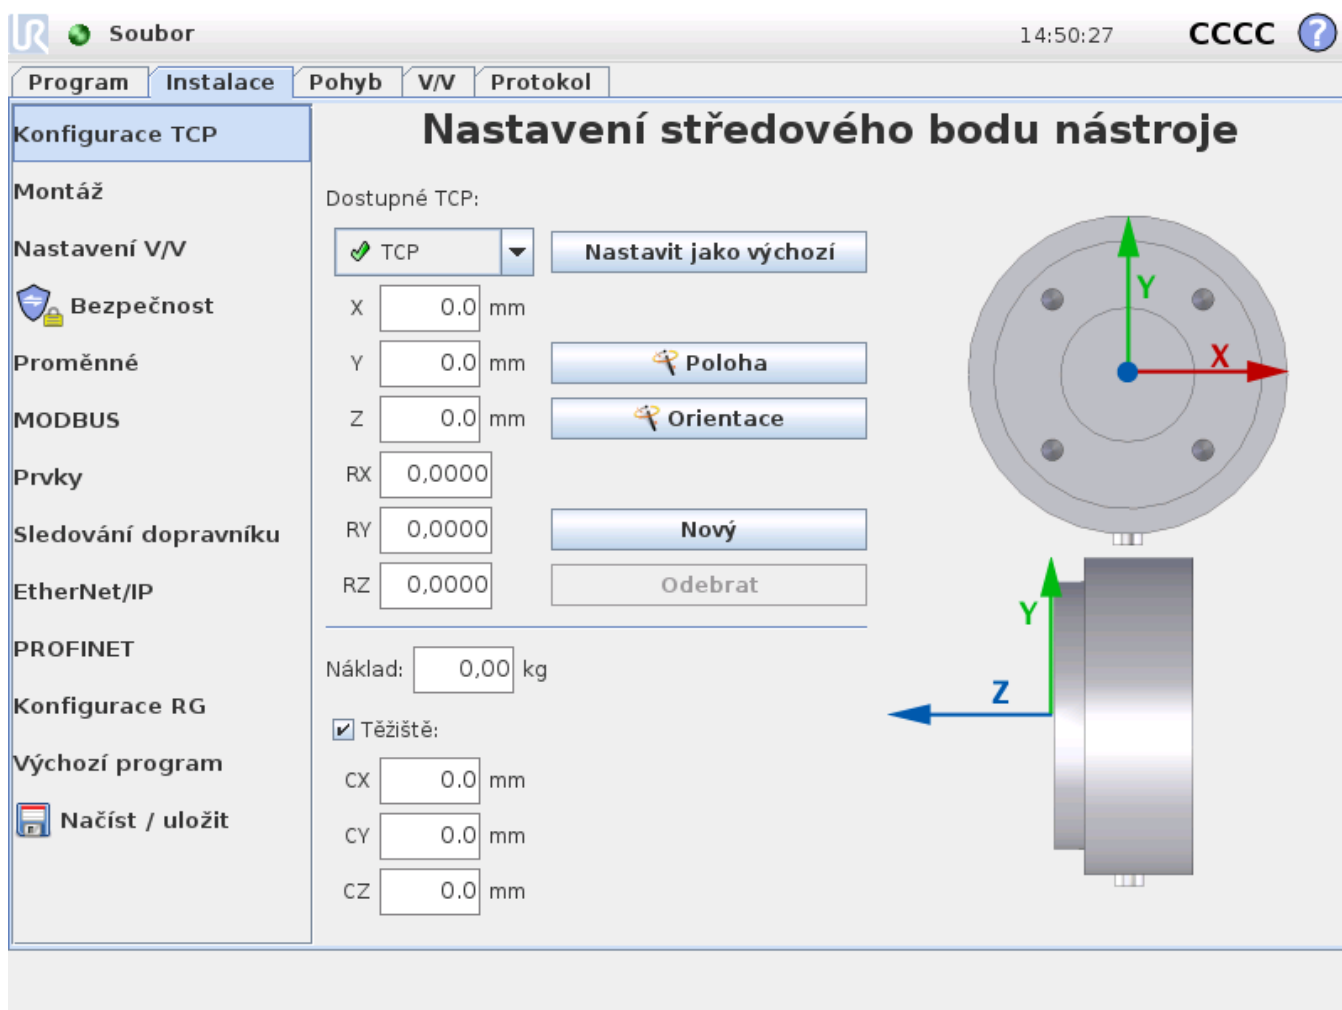 UR Soubor 14:50:27 CCCC ?
Program Instalace Pohyb V/V Protokol
Konfigurace TCP
Montáž
Nastavení V/V
Bezpečnost
Proměnné
MODBUS
Prvky
Sledování dopravníku
EtherNet/IP
PROFINET
Konfigurace RG
Výchozí program
Načíst / uložit
Nastavení středového bodu nástroje
Dostupné TCP:
TCP Nastavit jako výchozí
X 0.0 mm
Y 0.0 mm Poloha
Z 0.0 mm Orientace
RX 0,0000
RY 0,0000 Nový
RZ 0,0000 Odebrat
Náklad: 0,00 kg
Těžiště:
CX 0.0 mm
CY 0.0 mm
CZ 0.0 mm
Y
X
Y
Z